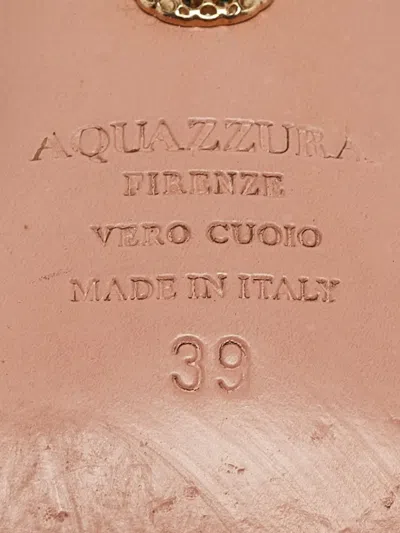 AQUAZZURA
FIRENZE
VERO CUOIO
MADE IN ITALY
39